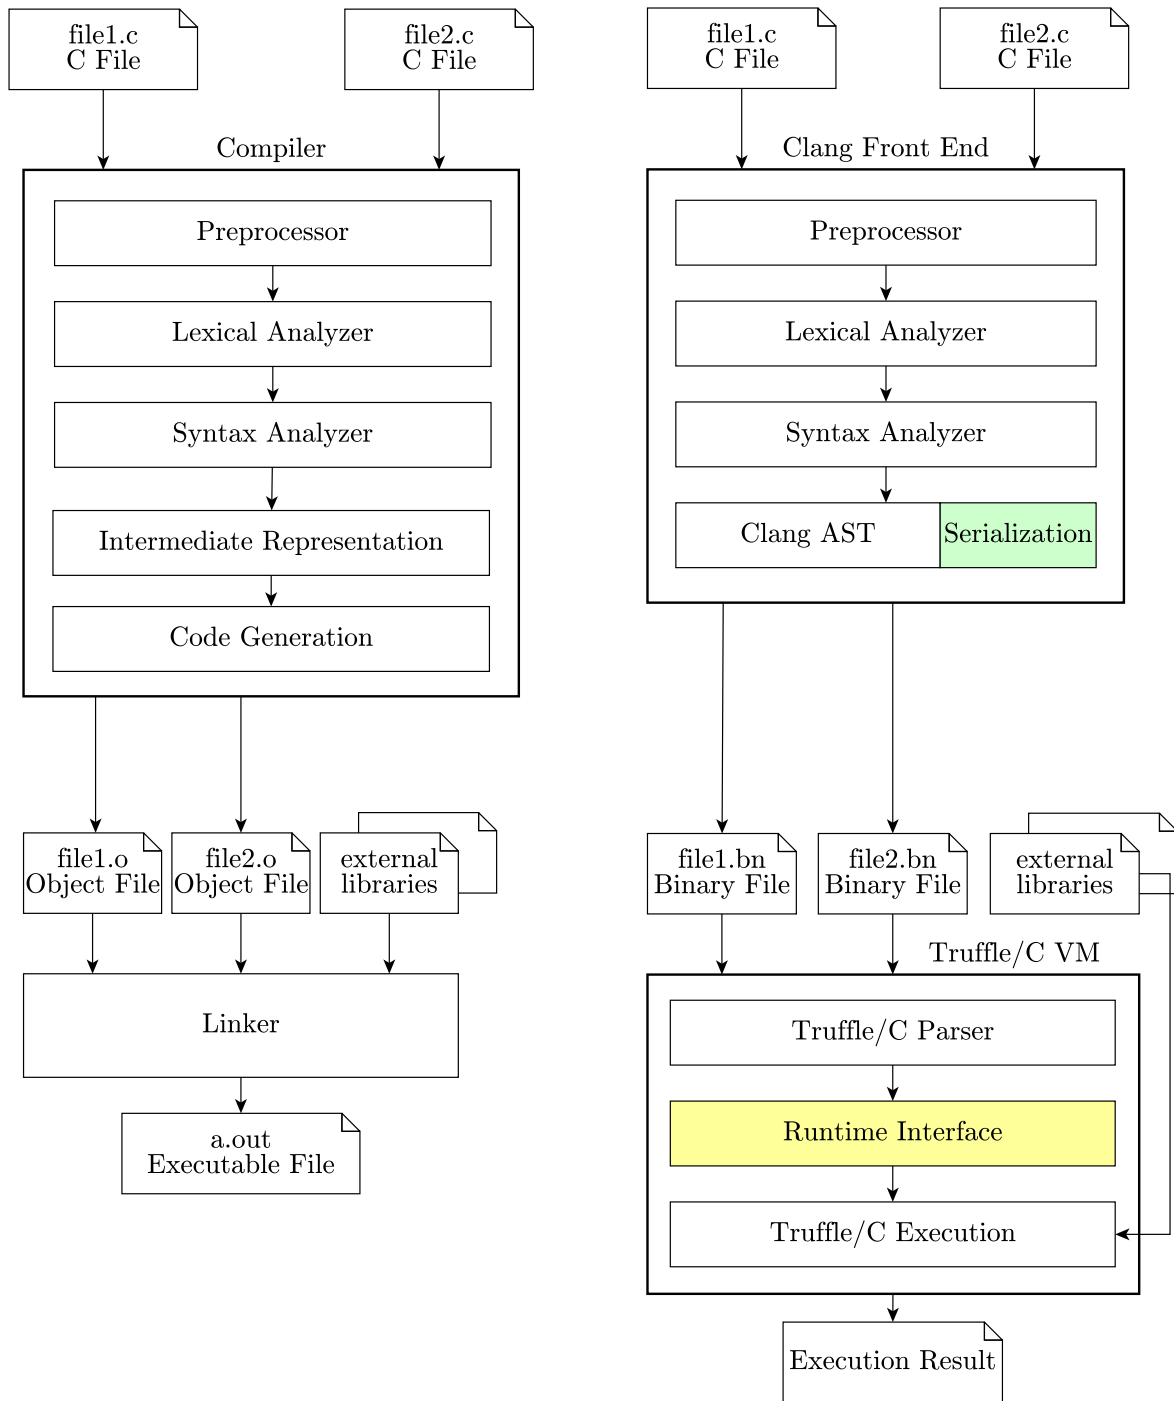 file1.c
C File
file2.c
C File
Compiler
Preprocessor
Lexical Analyzer
Syntax Analyzer
Intermediate Representation
Code Generation
file1.o
Object File
file2.o
Object File
external
libraries
Linker
a.out
Executable File
file1.c
C File
file2.c
C File
Clang Front End
Preprocessor
Lexical Analyzer
Syntax Analyzer
Clang AST
Serialization
file1.bn
Binary File
file2.bn
Binary File
external
libraries
Truffle/C VM
Truffle/C Parser
Runtime Interface
Truffle/C Execution
Execution Result